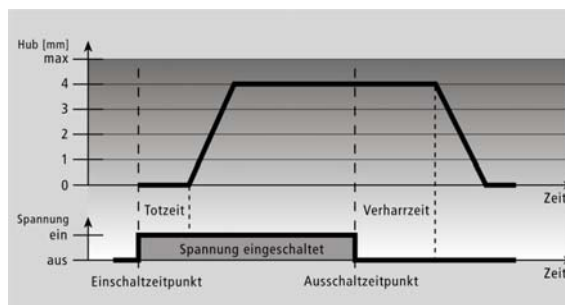 Hub [mm]
max
4
3
2
1
0
Zeit
Totzeit
Verharrzeit
Spannung
ein
Spannung eingeschaltet
aus
Zeit
Einschaltzeitpunkt
Ausschaltzeitpunkt